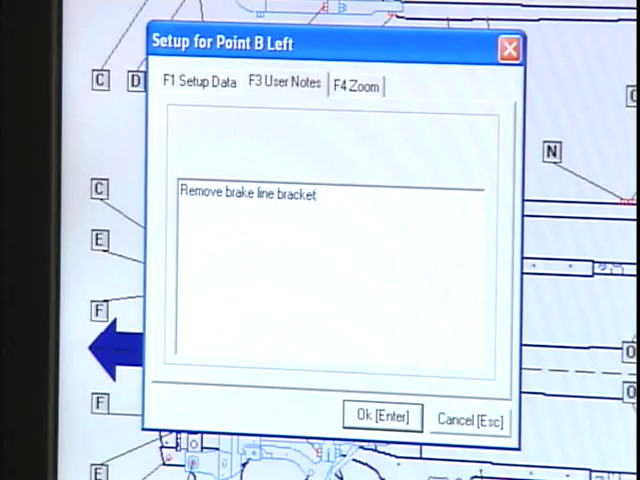 Setup for Point B Left
C
D
F1 Setup Data
F3 User Notes
F4 Zoom
N
Remove brake line bracket
C
E
F
O
O
F
Ok [Enter]
Cancel [Esc]
E